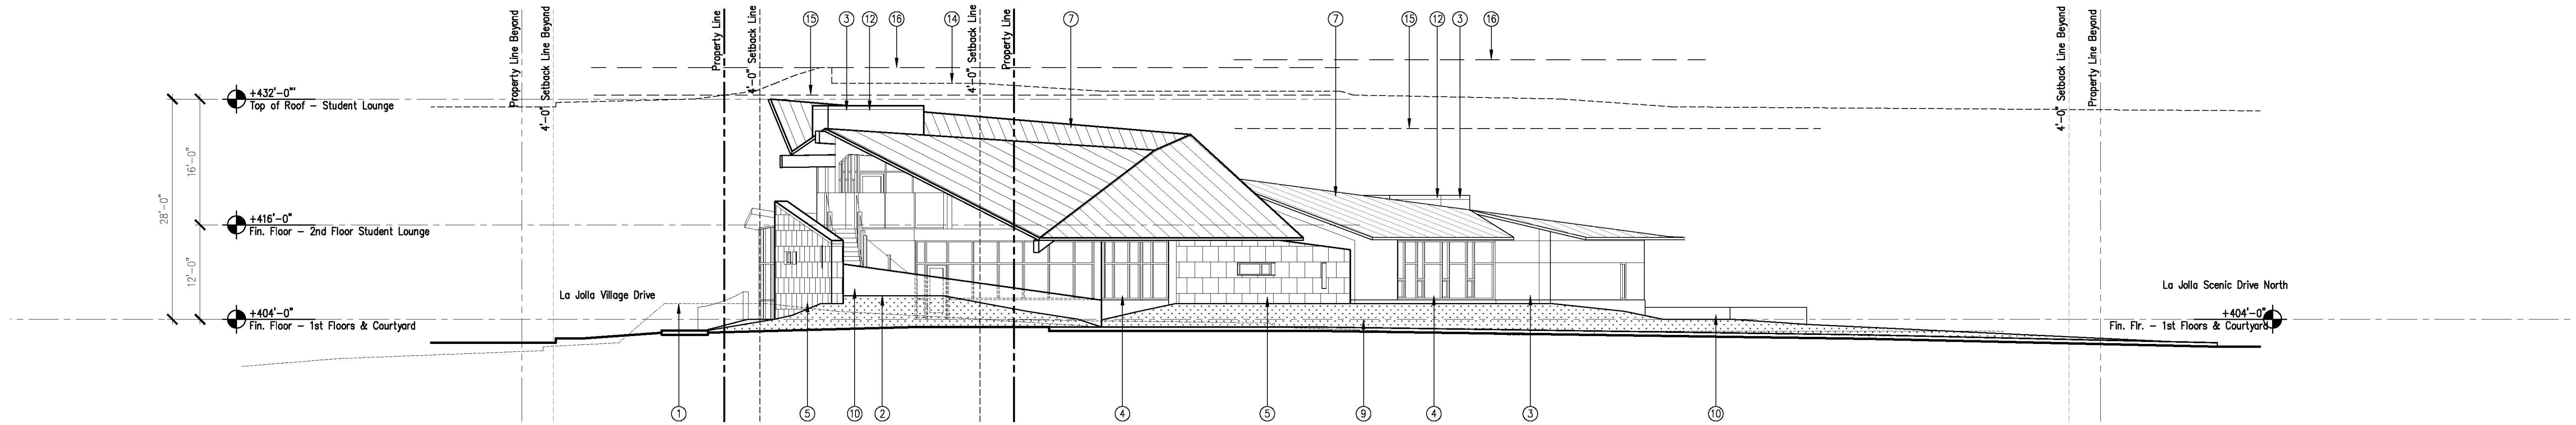 Property Line Beyond
4'-0" Setback Line Beyond
Property Line
4'-0" Setback Line
15
3
12
16
14
4'-0" Setback Line
Property Line
7
7
15
12
3
16
4'-0" Setback Line Beyond
Property Line Beyond
+432'-0"'
Top of Roof - Student Lounge
28'-0"
16'-0"
+416'-0"
Fin. Floor - 2nd Floor Student Lounge
12'-0"
La Jolla Village Drive
La Jolla Scenic Drive North
+404'-0"
Fin. Floor - 1st Floors & Courtyard
+404'-0"
Fin. Flr. - 1st Floors & Courtyard
1
5
10
2
4
5
9
4
3
10